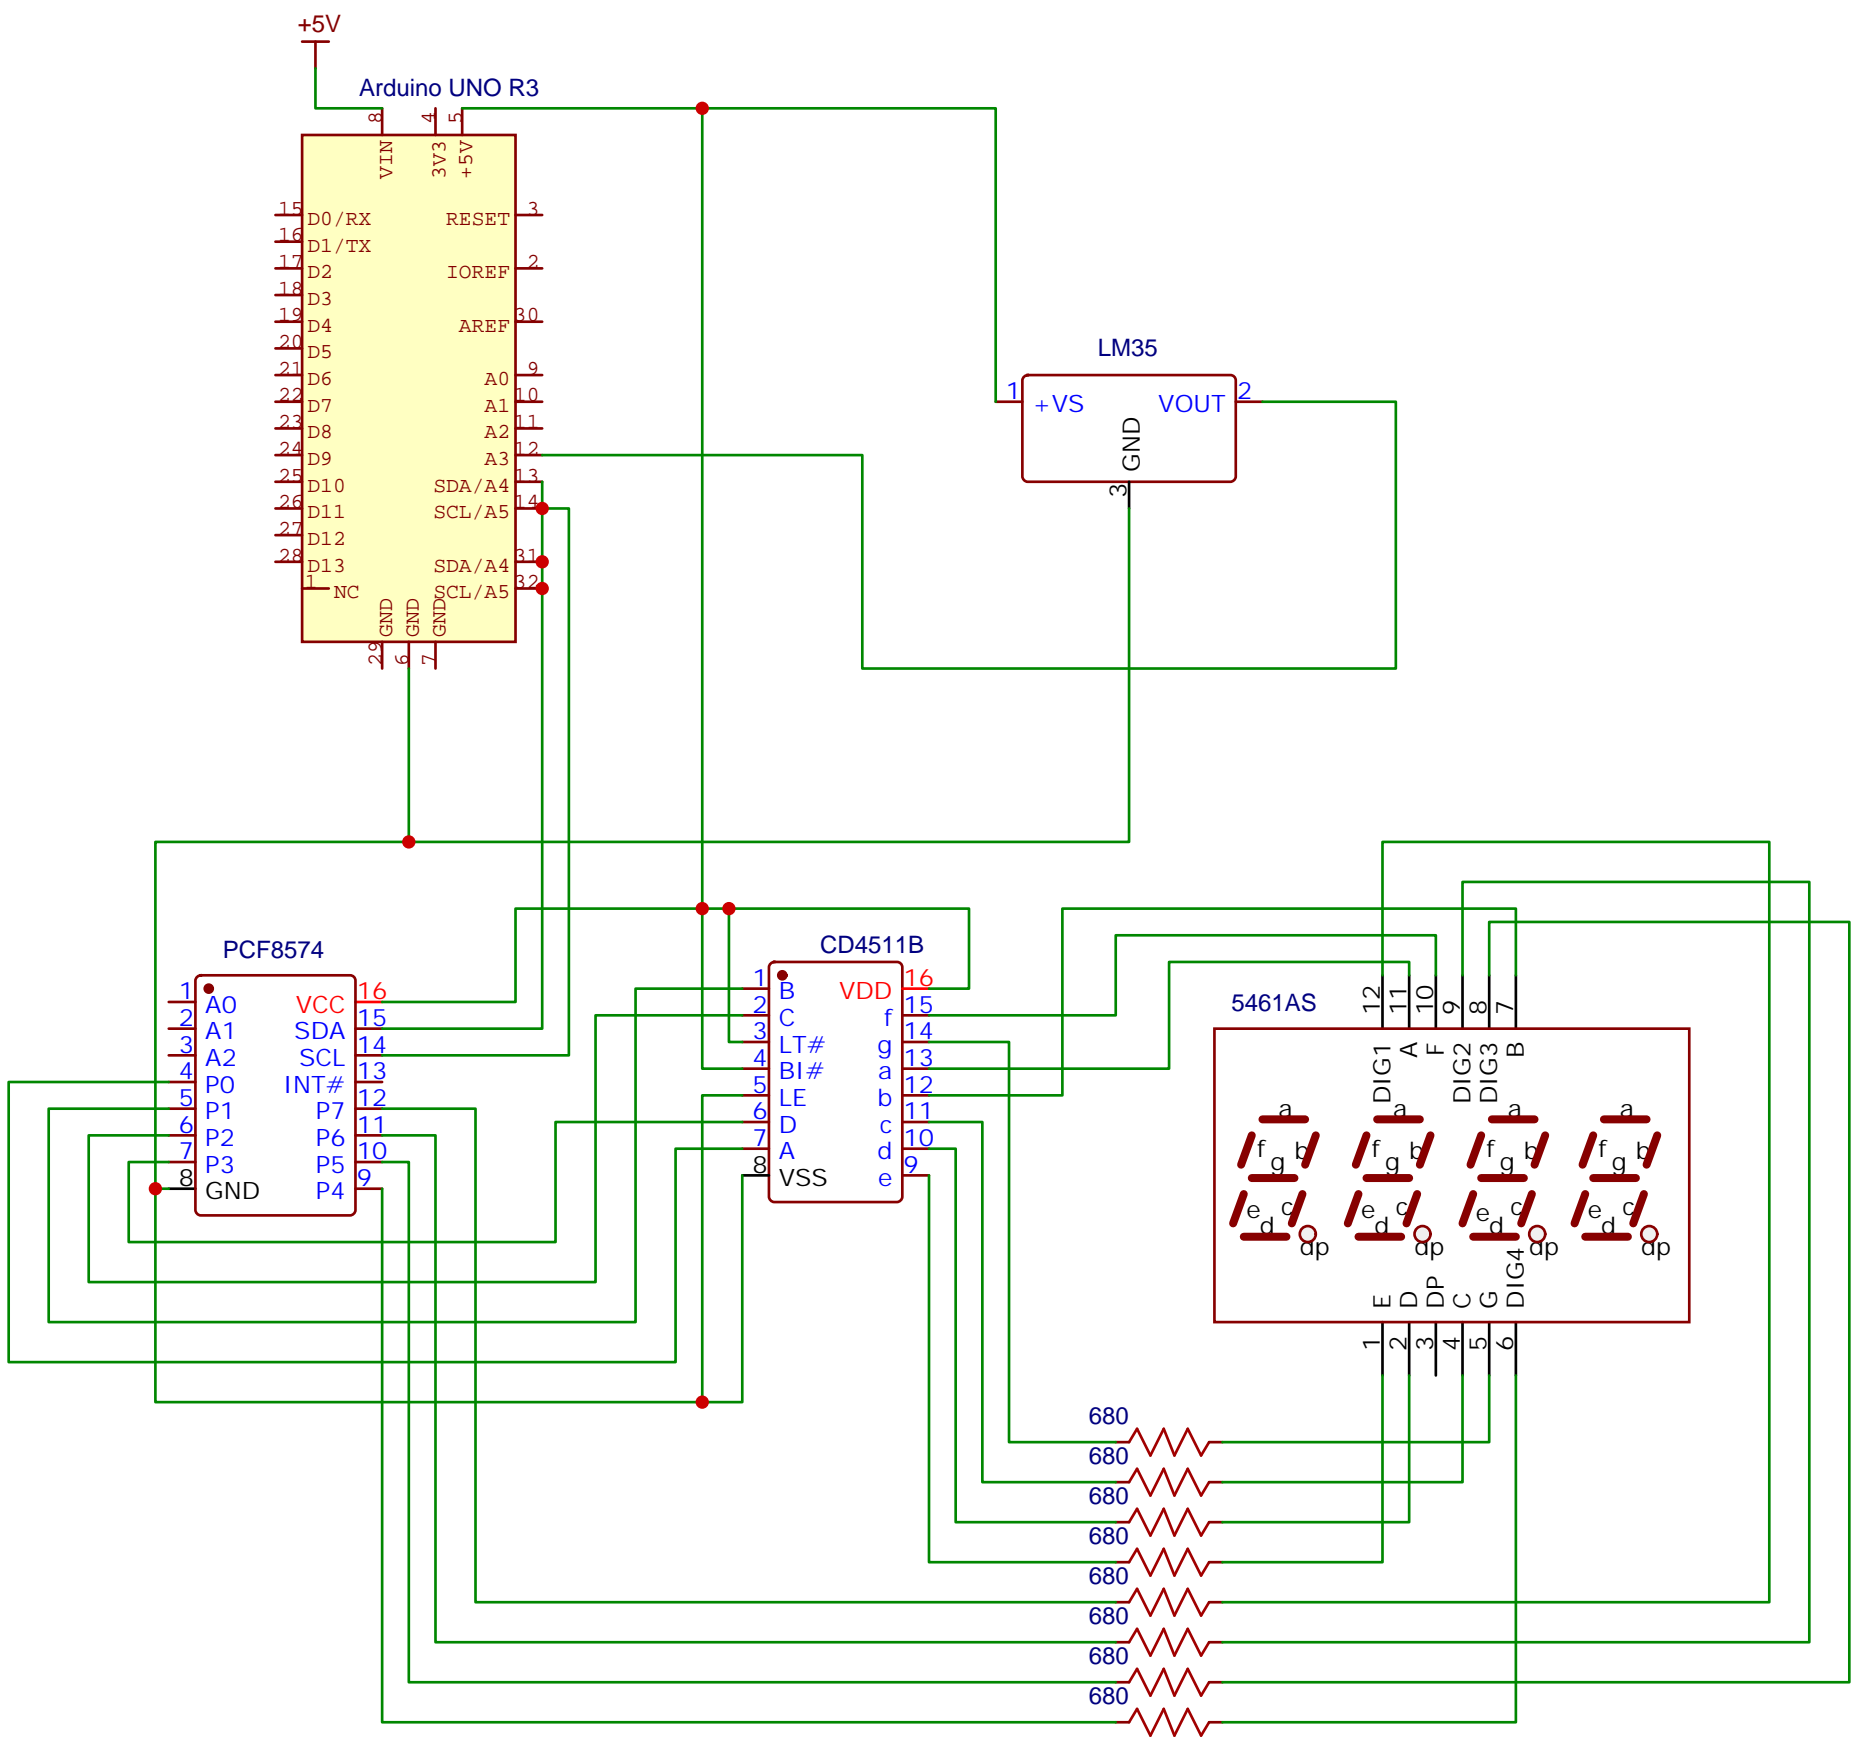 +5V
Arduino UNO R3
8
4
5
VIN
3V3
+5V
15
D0/RX
16
D1/TX
17
D2
18
D3
19
D4
20
D5
21
D6
22
D7
23
D8
24
D9
25
D10
26
D11
27
D12
28
D13
1
NC
RESET
3
IOREF
2
AREF
30
A0
9
A1
10
A2
11
A3
12
SDA/A4
13
SCL/A5
14
SDA/A4
31
SCL/A5
32
GND
GND
GND
29
6
7
LM35
1
+VS
VOUT
2
GND
3
PCF8574
1
A0
2
A1
3
A2
4
P0
5
P1
6
P2
7
P3
8
GND
VCC
16
SDA
15
SCL
14
INT#
13
P7
12
P6
11
P5
10
P4
9
CD4511B
1
B
2
C
3
LT#
4
BI#
5
LE
6
D
7
A
8
VSS
VDD
16
f
15
g
14
a
13
b
12
c
11
d
10
e
9
5461AS
12
11
10
9
8
7
DIG1
A
F
DIG2
DIG3
B
a
a
a
a
f g b
f g b
f g b
f g b
e d c dp
e d c dp
e d c dp
e d c dp
E
D
DP
C
G
DIG4
1
2
3
4
5
6
680
680
680
680
680
680
680
680